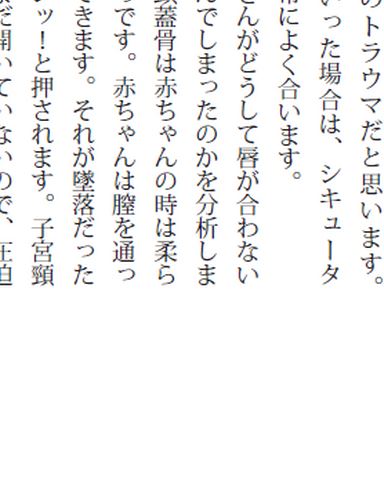 のトラウマだと思います。
いった場合は、シキュータ
常によく合います。
さんがどうして唇が合わない
んでしまったのかを分析しま
頭蓋骨は赤ちゃんの時は柔ら
つです。赤ちゃんは膣を通っ
できます。それが墜落だった
ッ!と押されます。子宮頸
だ開いていないので、圧迫